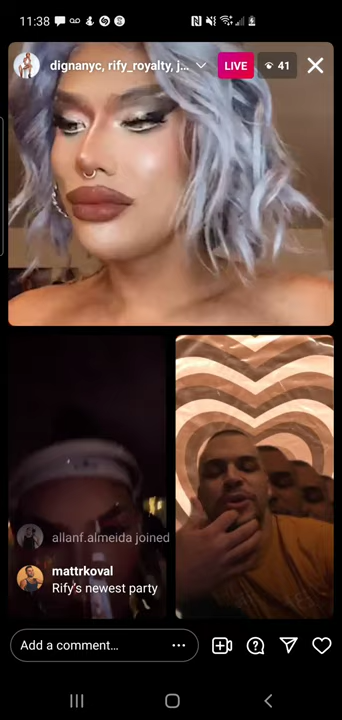 11:38
dignanyc, rify_royalty, j...
LIVE
41
allanf.almeida joined
mattrkoval
Rify's newest party
Add a comment...